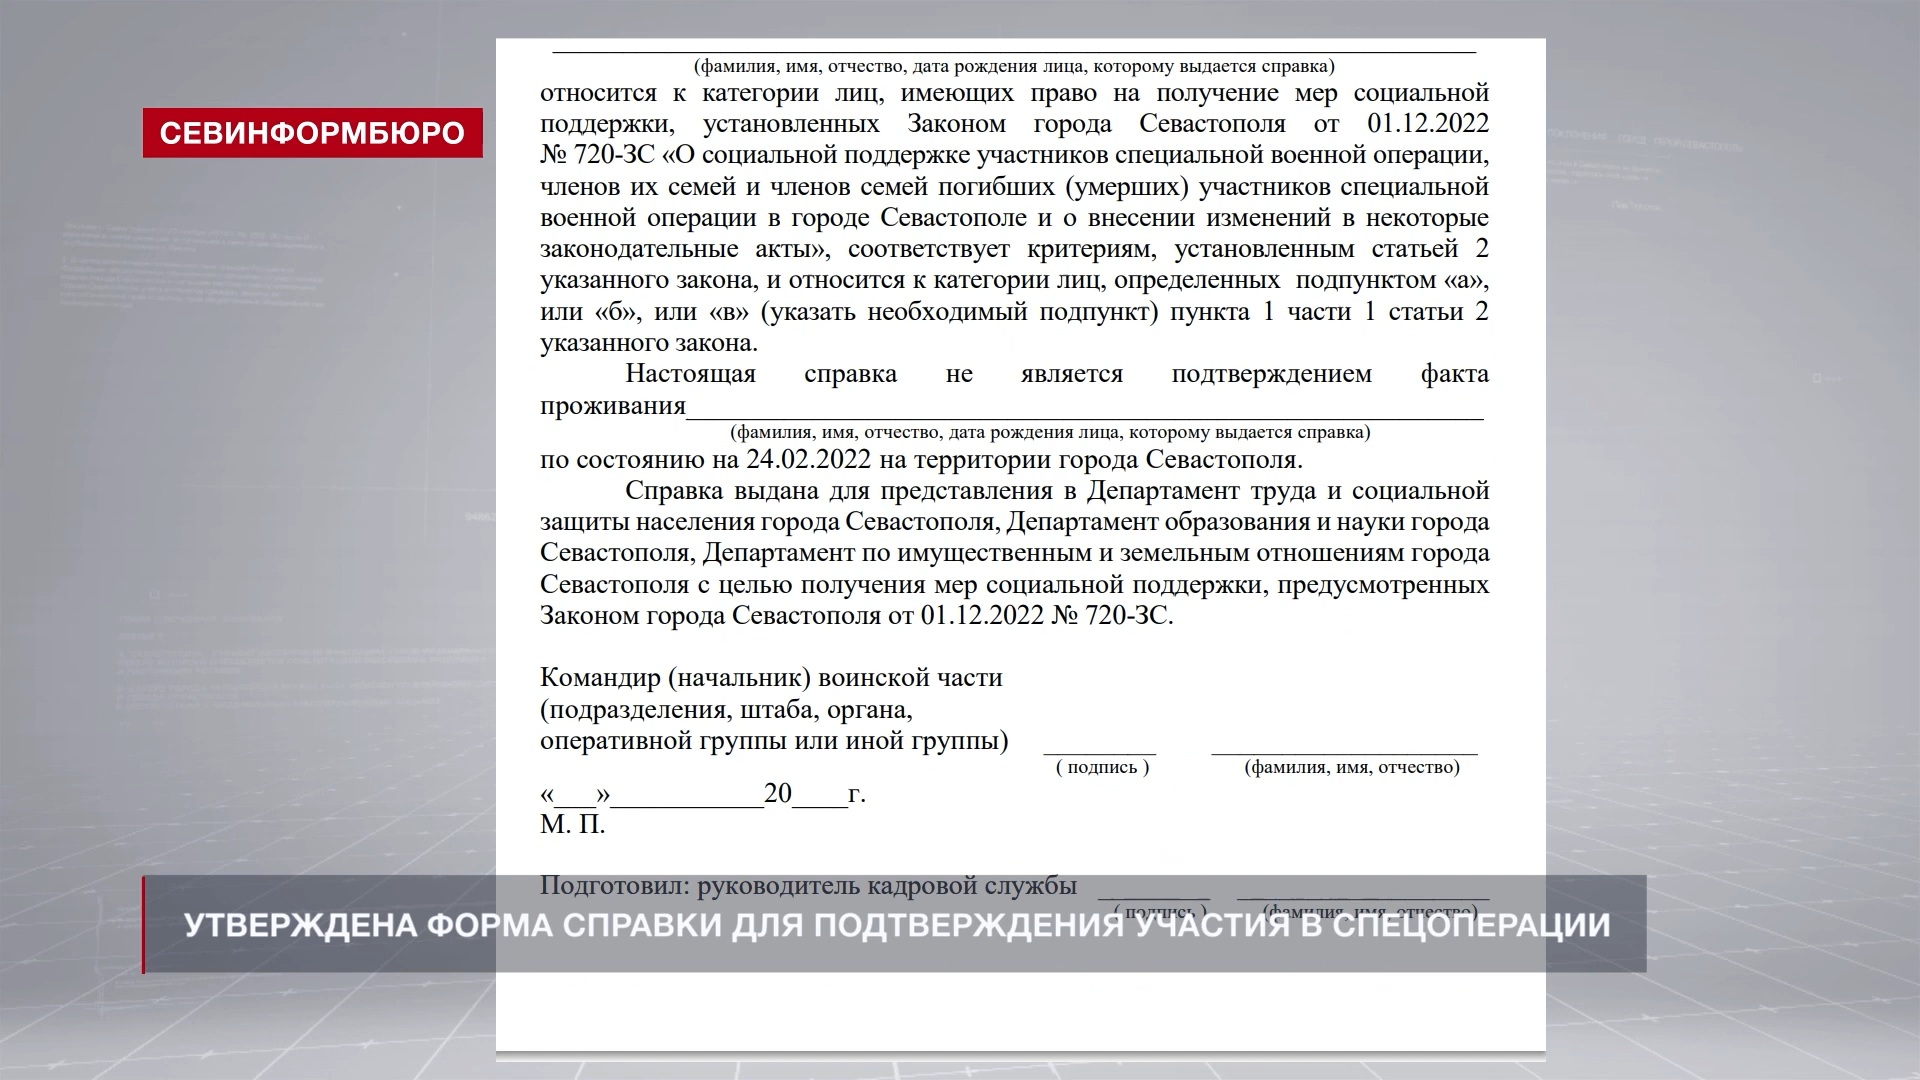 (фамилия, имя, отчество, дата рождения лица, которому выдается справка)
относится к категории лиц, имеющих право на получение мер социальной
поддержки, установленных Законом города Севастополя от 01.12.2022
№ 720-ЗС «О социальной поддержке участников специальной военной операции,
членов их семей и членов семей погибших (умерших) участников специальной
военной операции в городе Севастополе и о внесении изменений в некоторые
законодательные акты», соответствует критериям, установленным статьей 2
указанного закона, и относится к категории лиц, определенных подпунктом «а»,
или «б», или «в» (указать необходимый подпункт) пункта 1 части 1 статьи 2
указанного закона.
Настоящая справка не является подтверждением факта
проживания
(фамилия, имя, отчество, дата рождения лица, которому выдается справка)
по состоянию на 24.02.2022 на территории города Севастополя.
Справка выдана для представления в Департамент труда и социальной
защиты населения города Севастополя, Департамент образования и науки города
Севастополя, Департамент по имущественным и земельным отношениям города
Севастополя с целью получения мер социальной поддержки, предусмотренных
Законом города Севастополя от 01.12.2022 № 720-ЗС.
Командир (начальник) воинской части
(подразделения, штаба, органа,
оперативной группы или иной группы) ________ ___________________
( подпись ) (фамилия, имя, отчество)
«___»___________20____г.
М. П.
Подготовил: руководитель кадровой службы ________ __________________
( подпись ) (фамилия, имя, отчество)
СЕВИНФОРМБЮРО
УТВЕРЖДЕНА ФОРМА СПРАВКИ ДЛЯ ПОДТВЕРЖДЕНИЯ УЧАСТИЯ В СПЕЦОПЕРАЦИИ